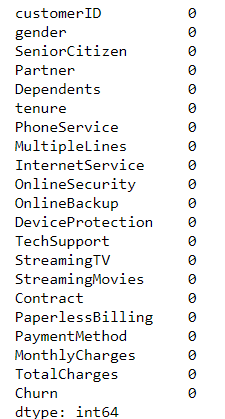 customerID 0
gender 0
SeniorCitizen 0
Partner 0
Dependents 0
tenure 0
PhoneService 0
MultipleLines 0
InternetService 0
OnlineSecurity 0
OnlineBackup 0
DeviceProtection 0
TechSupport 0
StreamingTV 0
StreamingMovies 0
Contract 0
PaperlessBilling 0
PaymentMethod 0
MonthlyCharges 0
TotalCharges 0
Churn 0
dtype: int64